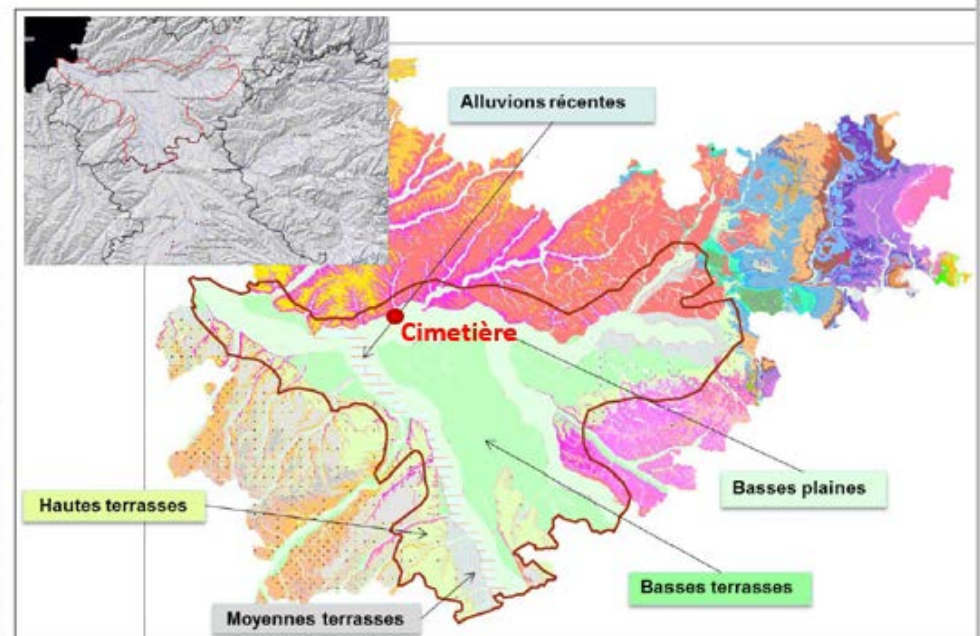 Alluvions récentes
Cimetière
Basses plaines
Hautes terrasses
Basses terrasses
Moyennes terrasses